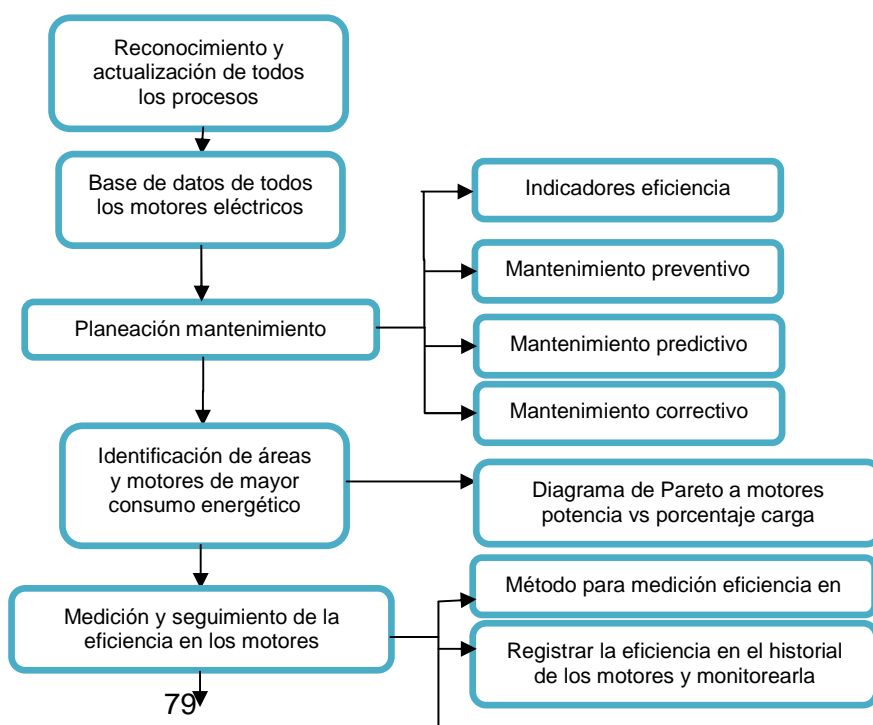 Reconocimiento y
actualización de todos
los procesos
Base de datos de todos
los motores eléctricos
Indicadores eficiencia
Mantenimiento preventivo
Planeación mantenimiento
Mantenimiento predictivo
Mantenimiento correctivo
Identificación de áreas
y motores de mayor
consumo energético
Diagrama de Pareto a motores
potencia vs porcentaje carga
Método para medición eficiencia en
Medición y seguimiento de la
eficiencia en los motores
Registrar la eficiencia en el historial
de los motores y monitorearla
79